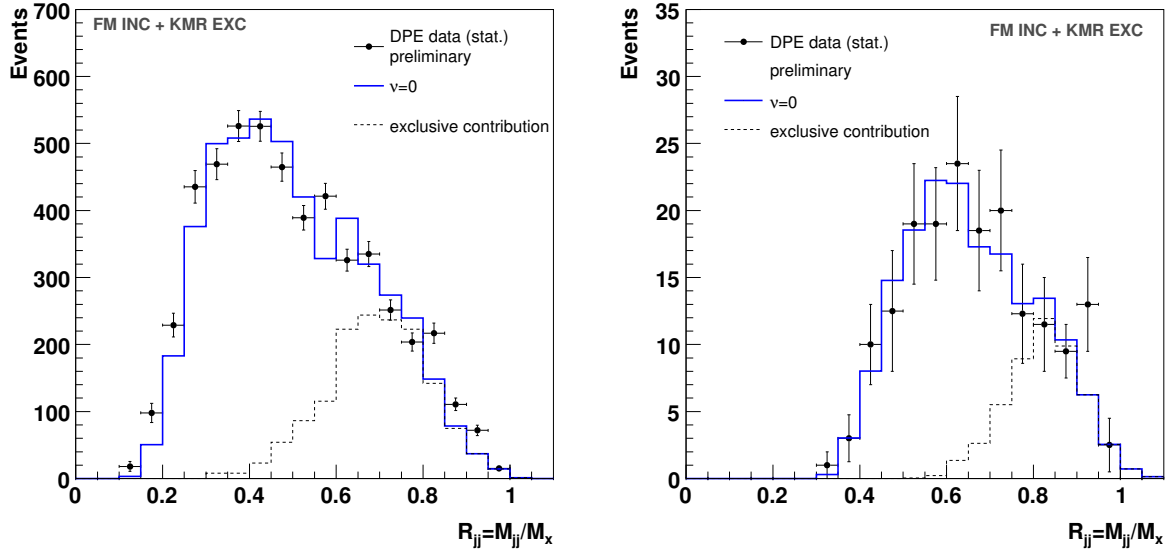 FM INC + KMR EXC
Events
DPE data (stat.)
preliminary
ν=0
exclusive contribution
700
600
500
400
300
200
100
0
0 0.2 0.4 0.6 0.8 1
R_jj=M_jj/M_x
FM INC + KMR EXC
Events
DPE data (stat.)
preliminary
ν=0
exclusive contribution
35
30
25
20
15
10
5
0
0 0.2 0.4 0.6 0.8 1
R_jj=M_jj/M_x